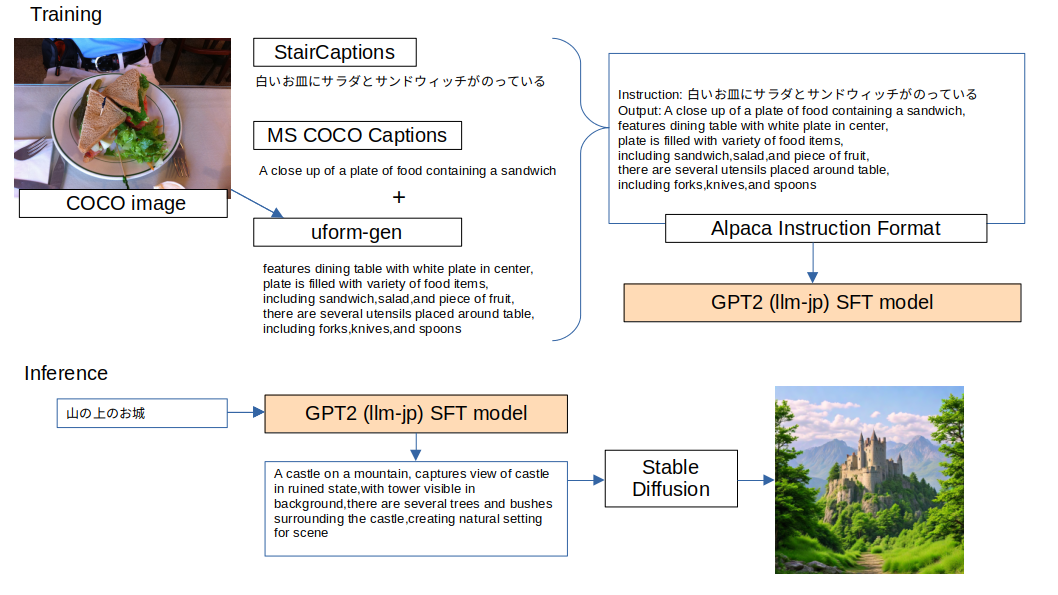 Training
StairCaptions
白いお皿にサラダとサンドウィッチがのっている
MS COCO Captions
A close up of a plate of food containing a sandwich
+
COCO image
uform-gen
features dining table with white plate in center,
plate is filled with variety of food items,
including sandwich,salad,and piece of fruit,
there are several utensils placed around table,
including forks,knives,and spoons
Instruction: 白いお皿にサラダとサンドウィッチがのっている
Output: A close up of a plate of food containing a sandwich,
features dining table with white plate in center,
plate is filled with variety of food items,
including sandwich,salad,and piece of fruit,
there are several utensils placed around table,
including forks,knives,and spoons
Alpaca Instruction Format
GPT2 (llm-jp) SFT model
Inference
山の上のお城
GPT2 (llm-jp) SFT model
A castle on a mountain, captures view of castle
in ruined state,with tower visible in
background,there are several trees and bushes
surrounding the castle,creating natural setting
for scene
Stable
Diffusion